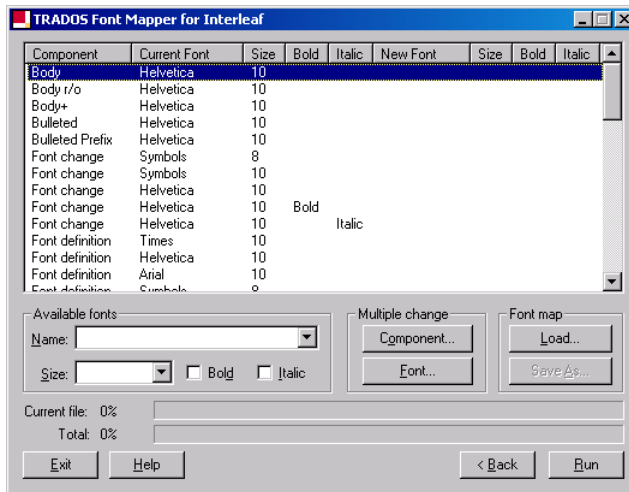 TRADOS Font Mapper for Interleaf
Component Current Font Size Bold Italic New Font Size Bold Italic
Body Helvetica 10
Body r/o Helvetica 10
Body+ Helvetica 10
Bulleted Helvetica 10
Bulleted Prefix Helvetica 10
Font change Symbols 8
Font change Symbols 10
Font change Helvetica 10
Font change Helvetica 10 Bold
Font change Helvetica 10 Italic
Font definition Times 10
Font definition Helvetica 10
Font definition Arial 10
Font definition Symbols 8
Available fonts Multiple change Font map
Name: Component... Load...
Size: Bold Italic Font... Save As...
Current file: 0%
Total: 0%
Exit Help < Back Run